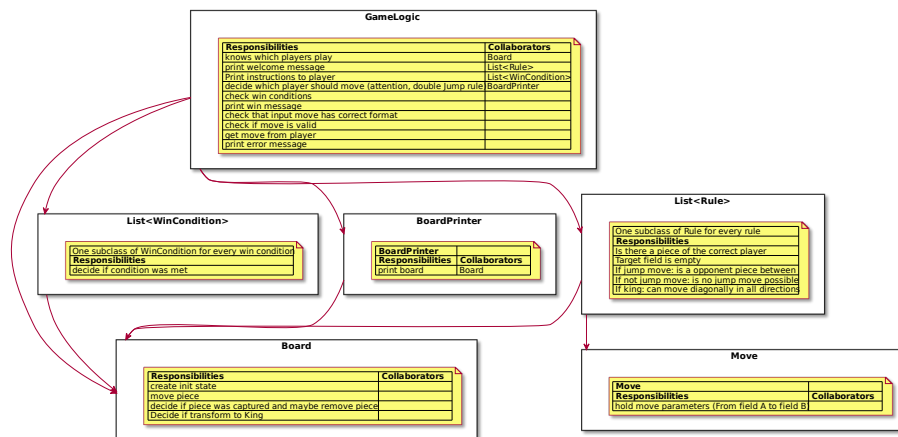 GameLogic
Responsibilities Collaborators
knows which players play Board
print welcome message List<Rule>
Print instructions to player List<WinCondition>
decide which player should move (attention, double Jump rule) BoardPrinter
check win conditions
print win message
check that input move has correct format
check if move is valid
get move from player
print error message
List<WinCondition>
One subclass of WinCondition for every win condition
Responsibilities
decide if condition was met
BoardPrinter
BoardPrinter
Responsibilities Collaborators
print board Board
List<Rule>
One subclass of Rule for every rule
Responsibilities
Is there a piece of the correct player
Target field is empty
If jump move: is a opponent piece between
If not jump move: is no jump move possible
If king: can move diagonally in all directions
Board
Responsibilities Collaborators
create init state
move piece
decide if piece was captured and maybe remove piece
Decide if transform to King
Move
Move
Responsibilities Collaborators
hold move parameters (From field A to field B)